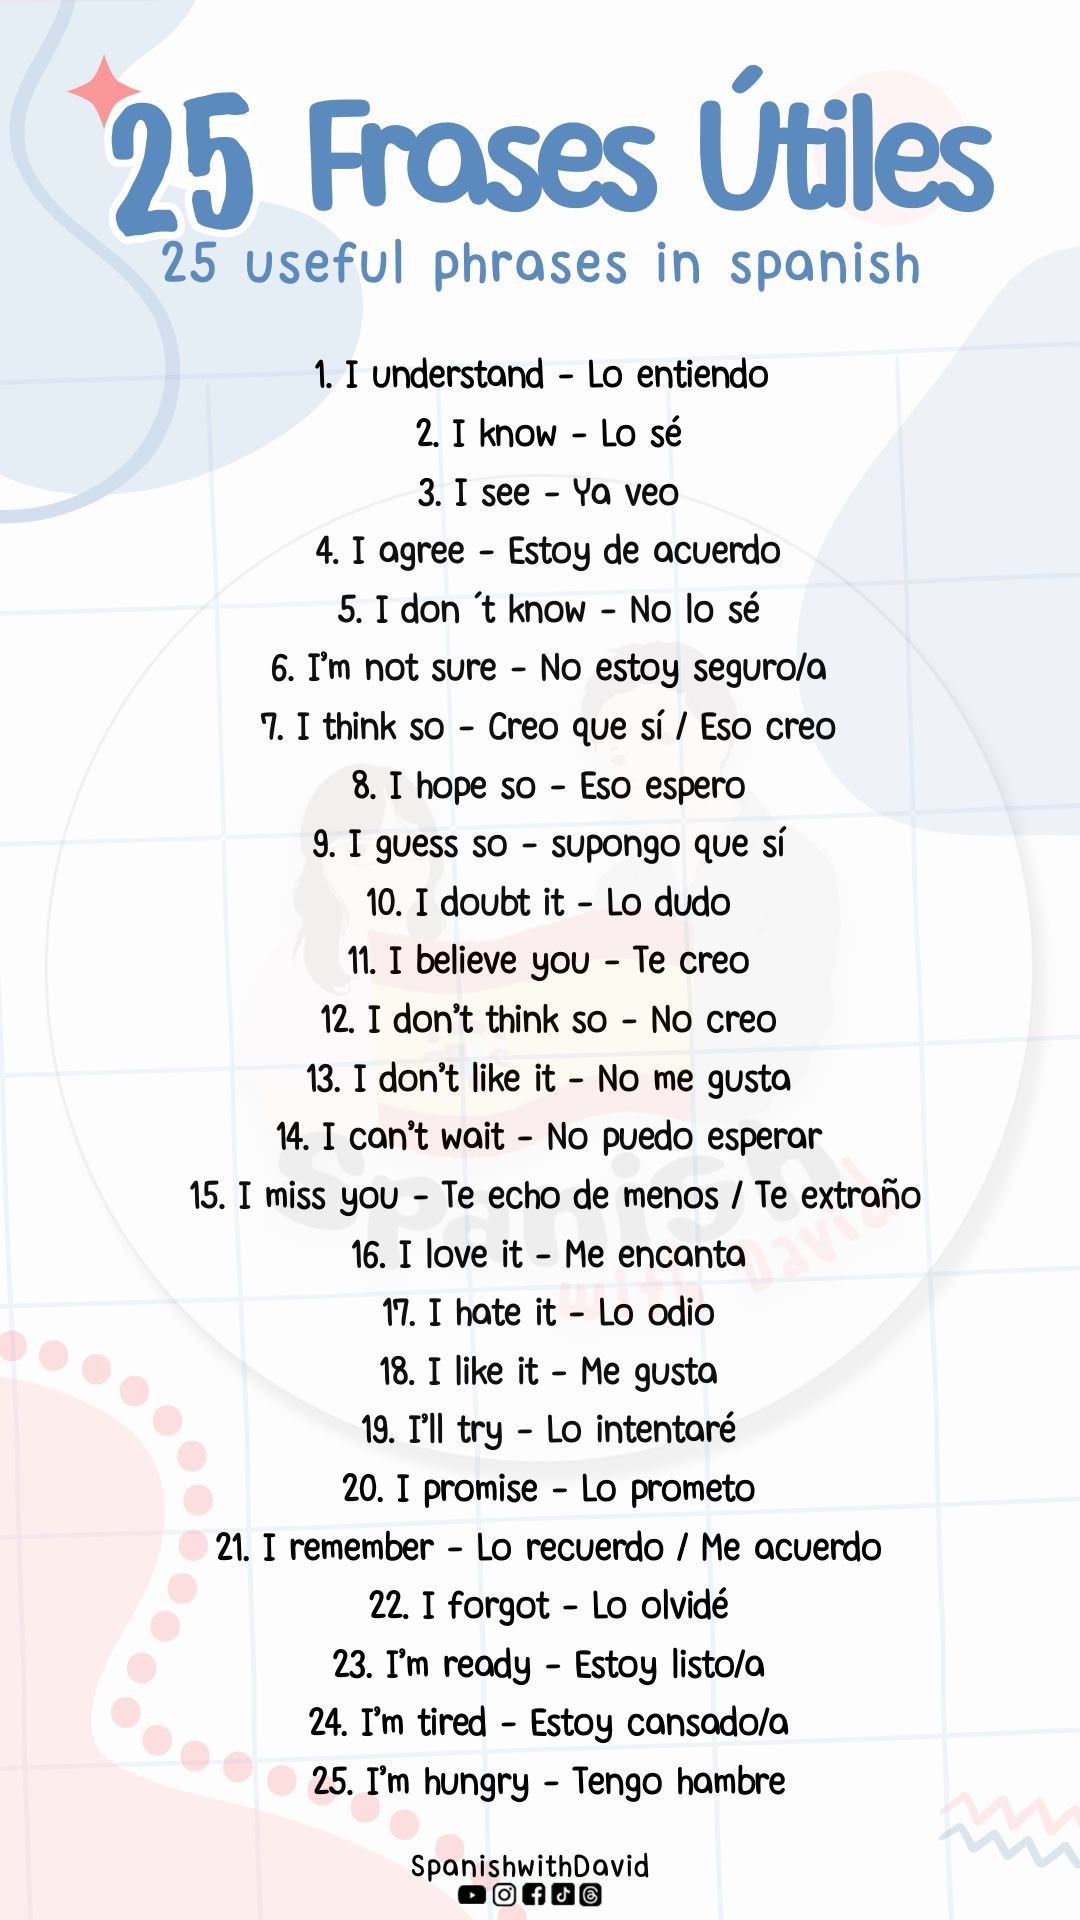 25 Frases Útiles
25 useful phrases in spanish
1. I understand - Lo entiendo
2. I know - Lo sé
3. I see - Ya veo
4. I agree - Estoy de acuerdo
5. I don ´t know - No lo sé
6. I'm not sure - No estoy seguro/a
7. I think so - Creo que sí / Eso creo
8. I hope so - Eso espero
9. I guess so - supongo que sí
10. I doubt it - Lo dudo
11. I believe you - Te creo
12. I don't think so - No creo
13. I don't like it - No me gusta
14. I can't wait - No puedo esperar
15. I miss you - Te echo de menos / Te extraño
16. I love it - Me encanta
17. I hate it - Lo odio
18. I like it - Me gusta
19. I'll try - Lo intentaré
20. I promise - Lo prometo
21. I remember - Lo recuerdo / Me acuerdo
22. I forgot - Lo olvidé
23. I'm ready - Estoy listo/a
24. I'm tired - Estoy cansado/a
25. I'm hungry - Tengo hambre
Spanish
with David
SpanishwithDavid